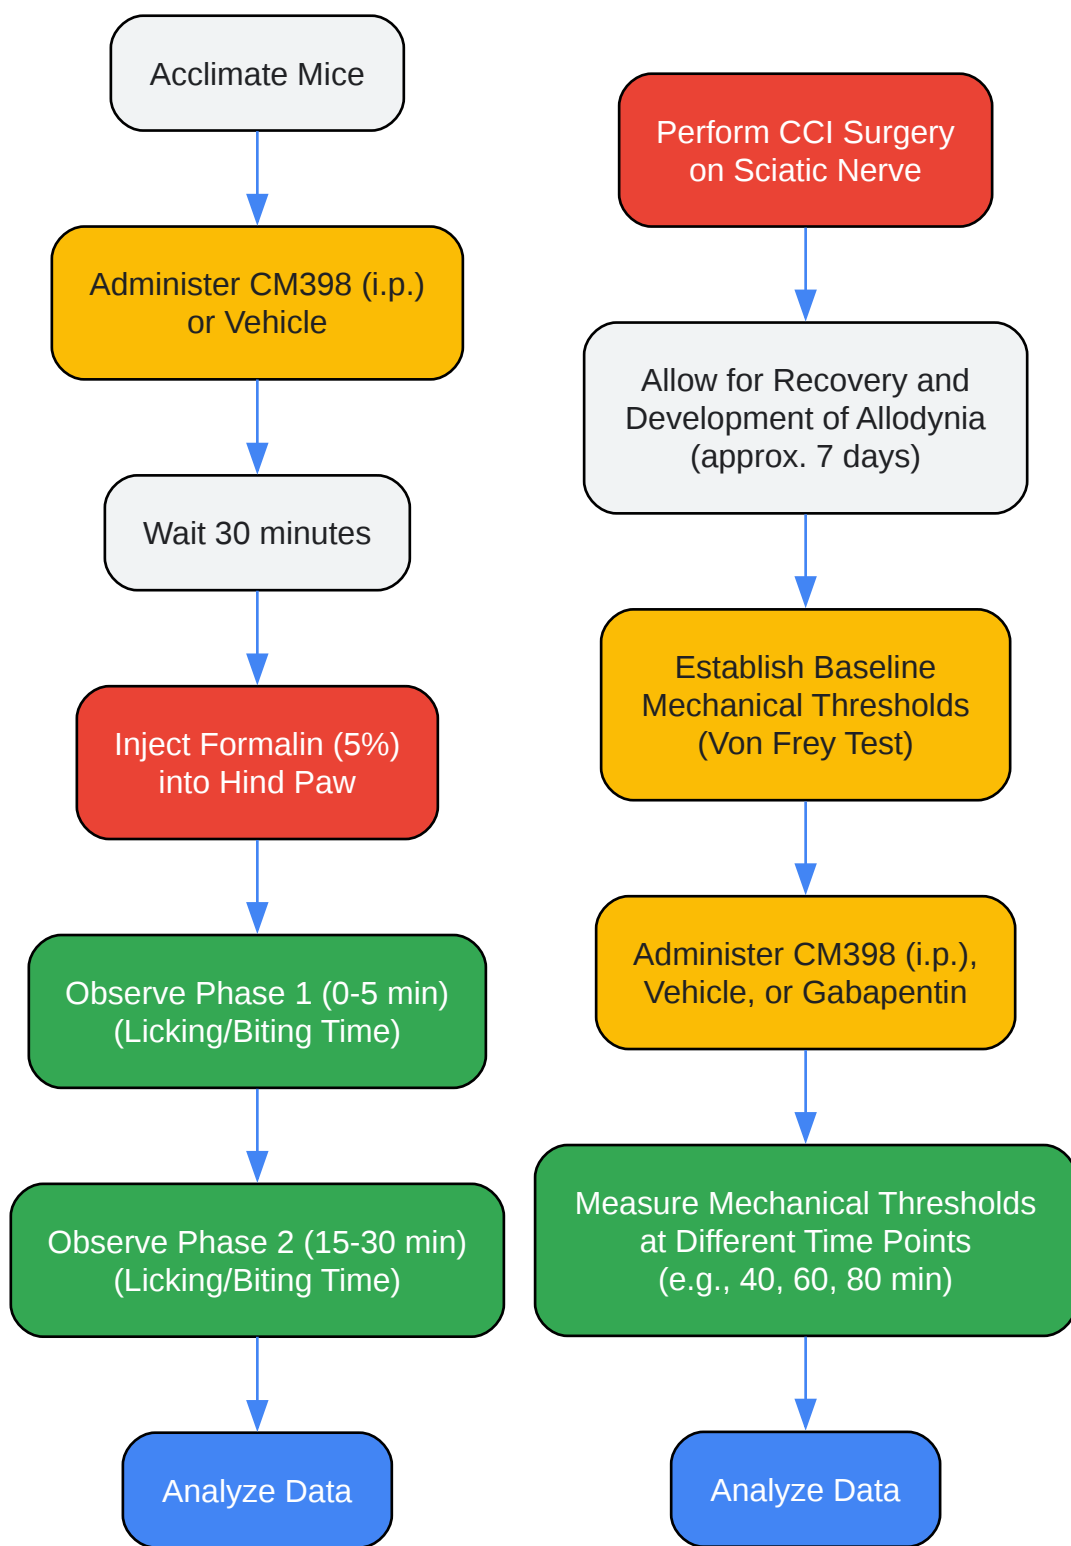 Acclimate Mice
Administer CM398 (i.p.)
or Vehicle
Wait 30 minutes
Inject Formalin (5%)
into Hind Paw
Observe Phase 1 (0-5 min)
(Licking/Biting Time)
Observe Phase 2 (15-30 min)
(Licking/Biting Time)
Analyze Data
Perform CCI Surgery
on Sciatic Nerve
Allow for Recovery and
Development of Allodynia
(approx. 7 days)
Establish Baseline
Mechanical Thresholds
(Von Frey Test)
Administer CM398 (i.p.),
Vehicle, or Gabapentin
Measure Mechanical Thresholds
at Different Time Points
(e.g., 40, 60, 80 min)
Analyze Data